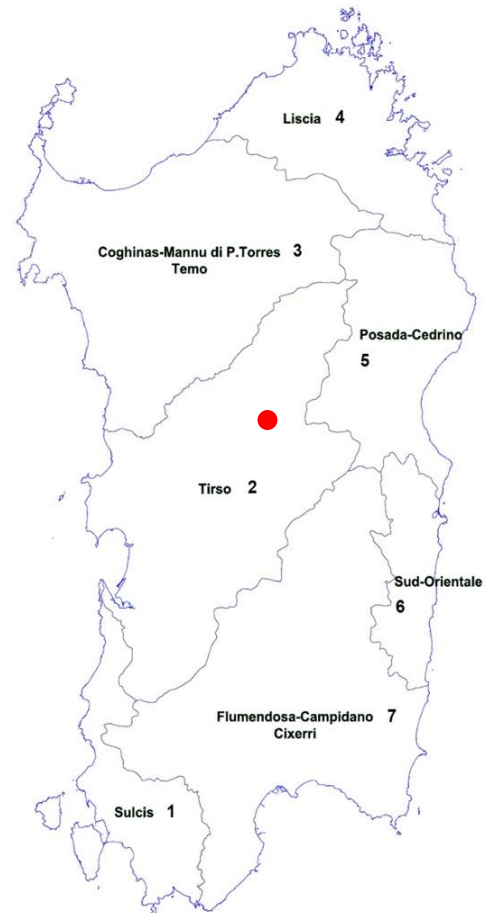 Liscia 4
Coghinas-Mannu di P.Torres 3
Temo
Posada-Cedrino
5
Tirso 2
Sud-Orientale
6
Flumendosa-Campidano 7
Cixerri
Sulcis 1